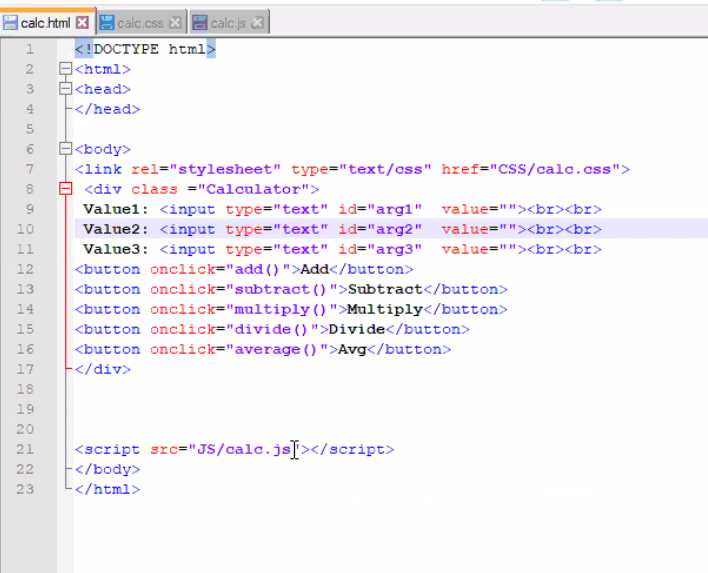 calc.html calc.css calc.js
1 <!DOCTYPE html>
2 <html>
3 <head>
4 </head>
5
6 <body>
7 <link rel="stylesheet" type="text/css" href="CSS/calc.css">
8 <div class ="Calculator">
9 Value1: <input type="text" id="arg1"  value=""><br><br>
10 Value2: <input type="text" id="arg2"  value=""><br><br>
11 Value3: <input type="text" id="arg3"  value=""><br><br>
12 <button onclick="add()">Add</button>
13 <button onclick="subtract()">Subtract</button>
14 <button onclick="multiply()">Multiply</button>
15 <button onclick="divide()">Divide</button>
16 <button onclick="average()">Avg</button>
17 </div>
18
19
20
21 <script src="JS/calc.js"></script>
22 </body>
23 </html>